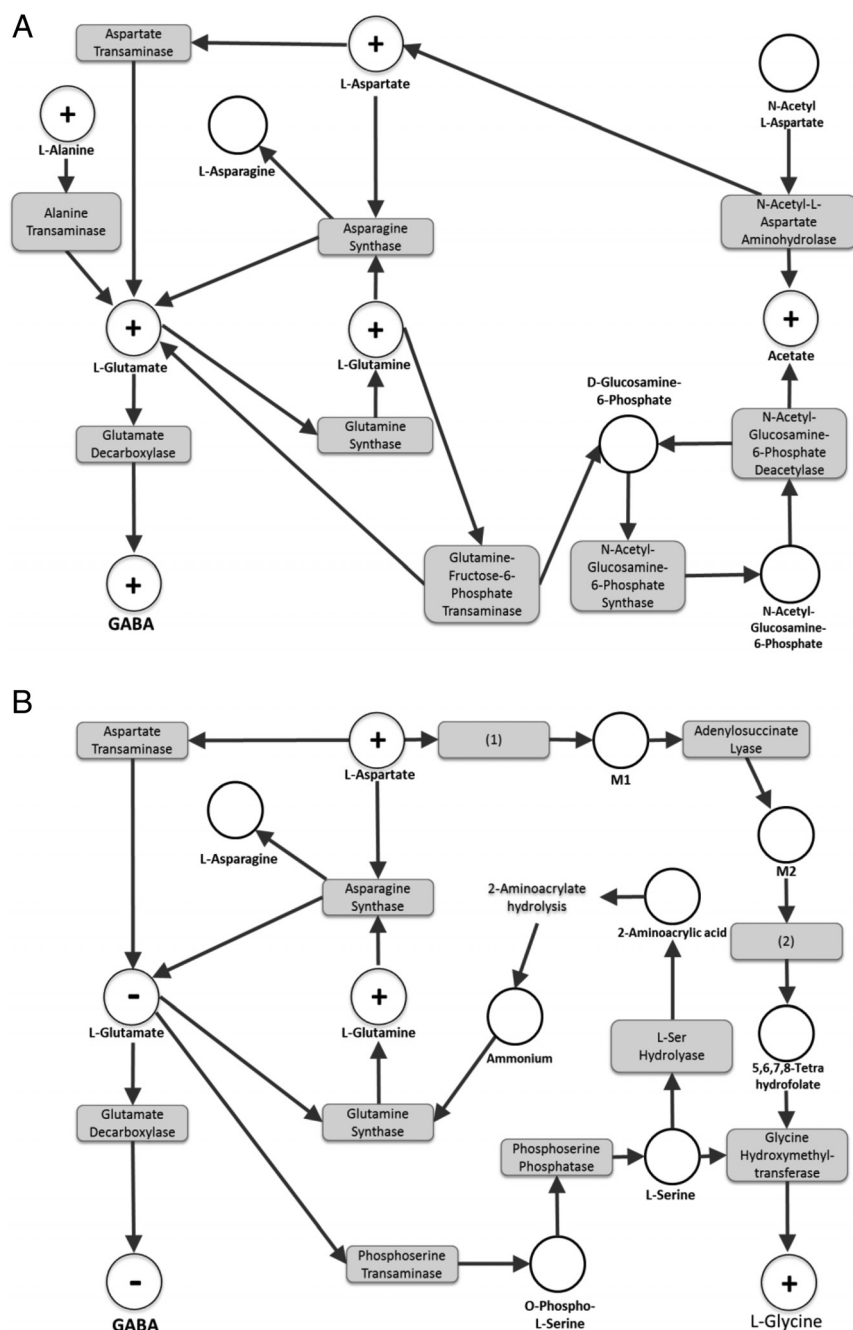 A
Aspartate
Transaminase
+
L-Aspartate
N-Acetyl
L-Aspartate
+
L-Alanine
L-Asparagine
Alanine
Transaminase
Asparagine
Synthase
N-Acetyl-L-
Aspartate
Aminohydrolase
+
L-Glutamate
+
L-Glutamine
+
Acetate
D-Glucosamine-
6-Phosphate
Glutamate
Decarboxylase
Glutamine
Synthase
N-Acetyl-
Glucosamine-
6-Phosphate
Deacetylase
+
GABA
Glutamine-
Fructose-6-
Phosphate
Transaminase
N-Acetyl-
Glucosamine-
6-Phosphate
Synthase
N-Acetyl-
Glucosamine-
6-Phosphate
B
Aspartate
Transaminase
+
L-Aspartate
(1)
M1
Adenylosuccinate
Lyase
L-Asparagine
M2
Asparagine
Synthase
2-Aminoacrylate
hydrolysis
2-Aminoacrylic acid
(2)
-
L-Glutamate
+
L-Glutamine
Ammonium
L-Ser
Hydrolyase
5,6,7,8-Tetra
hydrofolate
Glutamate
Decarboxylase
Glutamine
Synthase
Phosphoserine
Phosphatase
L-Serine
Glycine
Hydroxymethyl-
transferase
Phosphoserine
Transaminase
O-Phospho-
L-Serine
-
GABA
+
L-Glycine